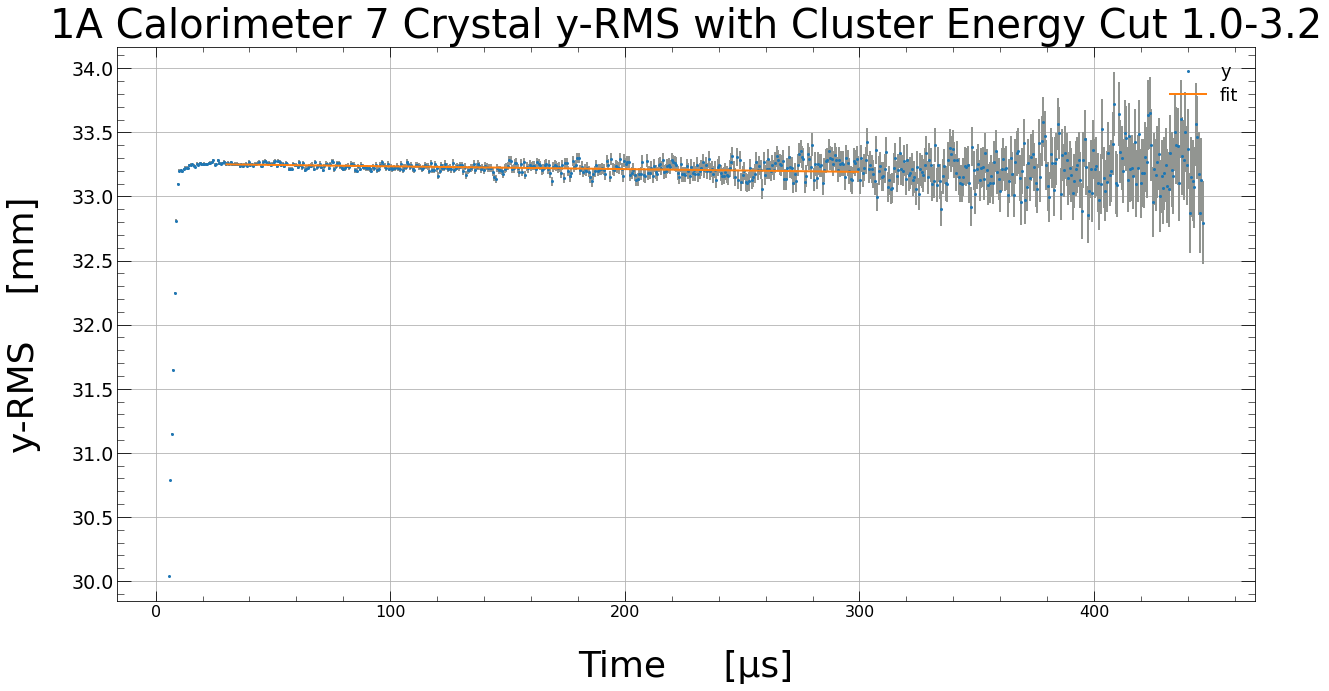 1A Calorimeter 7 Crystal y-RMS with Cluster Energy Cut 1.0-3.2
y
fit
34.0
33.5
33.0
32.5
32.0
31.5
31.0
30.5
30.0
y-RMS [mm]
0 100 200 300 400
Time [μs]